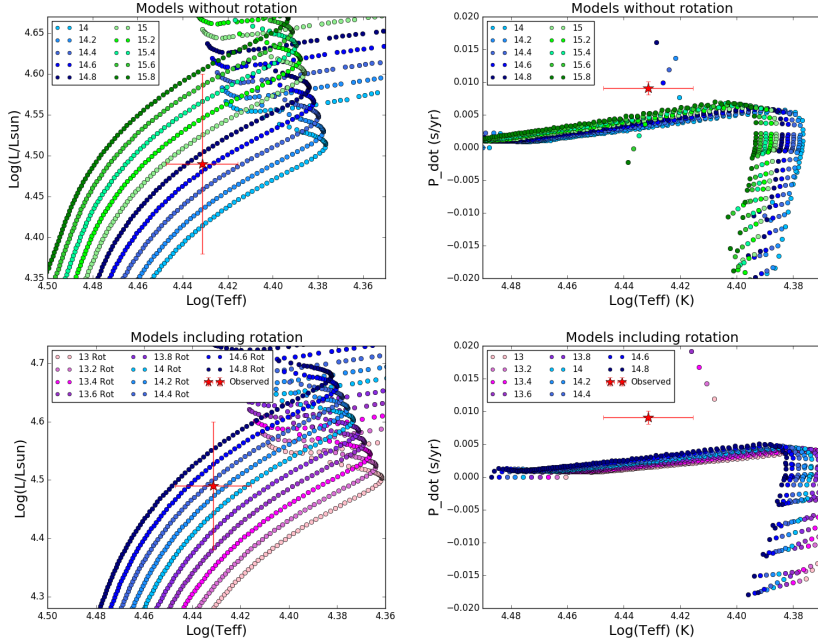 Models without rotation
4.65
4.60
4.55
4.50
4.45
4.40
4.35
Log(L/Lsun)
14
14.2
14.4
14.6
14.8
15
15.2
15.4
15.6
15.8
4.50 4.48 4.46 4.44 4.42 4.40 4.38 4.36
Log(Teff)
Models without rotation
0.020
0.015
0.010
0.005
0.000
−0.005
−0.010
−0.015
−0.020
P_dot (s/yr)
14
14.2
14.4
14.6
14.8
15
15.2
15.4
15.6
15.8
4.48 4.46 4.44 4.42 4.40 4.38
Log(Teff) (K)
Models including rotation
4.7
4.6
4.5
4.4
4.3
Log(L/Lsun)
13 Rot
13.2 Rot
13.4 Rot
13.6 Rot
13.8 Rot
14 Rot
14.2 Rot
14.4 Rot
14.6 Rot
14.8 Rot
Observed
4.50 4.48 4.46 4.44 4.42 4.40 4.38 4.36
Log(Teff)
Models including rotation
0.020
0.015
0.010
0.005
0.000
−0.005
−0.010
−0.015
−0.020
P_dot (s/yr)
13
13.2
13.4
13.6
13.8
14
14.2
14.4
14.6
14.8
Observed
4.48 4.46 4.44 4.42 4.40 4.38
Log(Teff) (K)